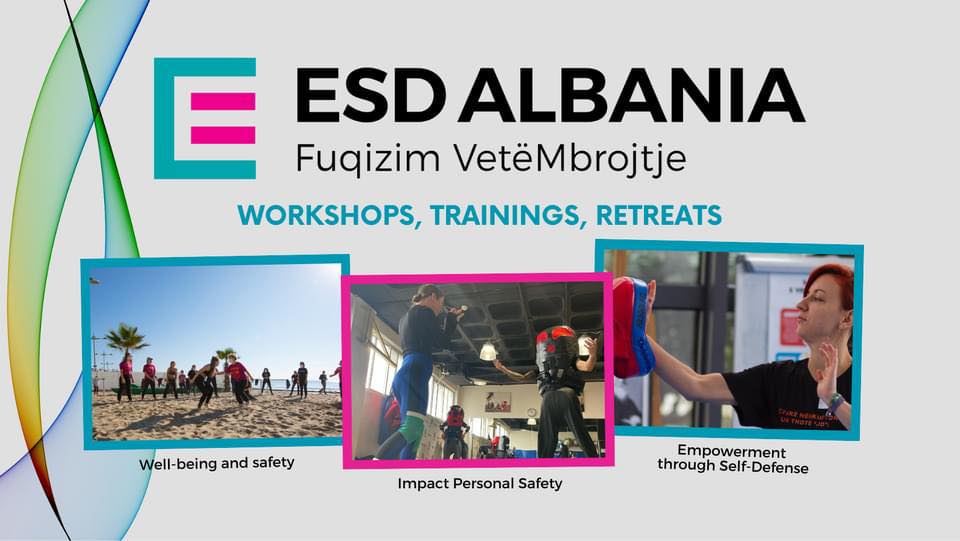 ESD ALBANIA
Fuqizim VetëMbrojtje
WORKSHOPS, TRAININGS, RETREATS
Well-being and safety
Impact Personal Safety
Empowerment
through Self-Defense